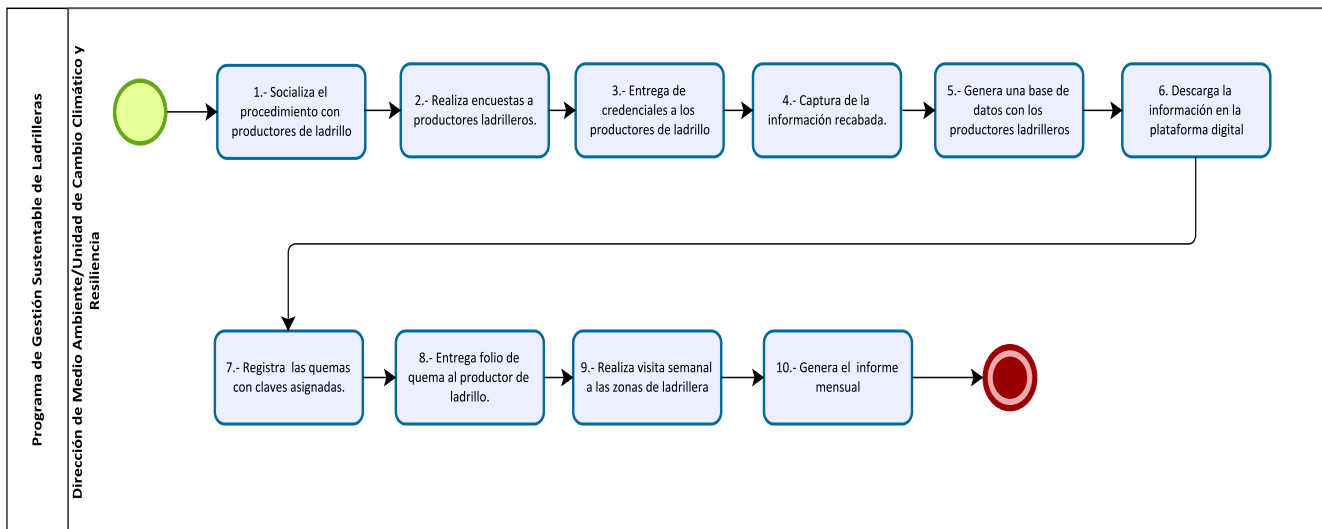 Programa de Gestión Sustentable de Ladrilleras
Dirección de Medio Ambiente/Unidad de Cambio Climático y
Resiliencia
1.- Socializa el
procedimiento con
productores de ladrillo
2.- Realiza encuestas a
productores ladrilleros.
3.- Entrega de
credenciales a los
productores de ladrillo
4.- Captura de la
información recabada.
5.- Genera una base de
datos con los
productores ladrilleros
6. Descarga la
información en la
plataforma digital
7.- Registra las quemas
con claves asignadas.
8.- Entrega folio de
quema al productor de
ladrillo.
9.- Realiza visita semanal
a las zonas de ladrillera
10.- Genera el informe
mensual